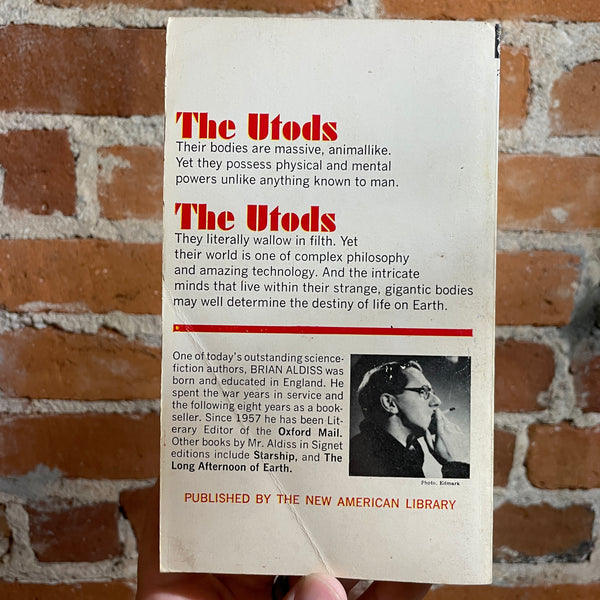 The Utods
Their bodies are massive, animallike.
Yet they possess physical and mental
powers unlike anything known to man.
The Utods
They literally wallow in filth. Yet
their world is one of complex philosophy
and amazing technology. And the intricate
minds that live within their strange, gigantic bodies
may well determine the destiny of life on Earth.
One of today's outstanding science-
fiction authors, BRIAN ALDISS was
born and educated in England. He
spent the war years in service and
the following eight years as a book-
seller. Since 1957 he has been Lit-
erary Editor of the Oxford Mail.
Other books by Mr. Aldiss in Signet
editions include Starship, and The
Long Afternoon of Earth.
Photo, Edmark
PUBLISHED BY THE NEW AMERICAN LIBRARY